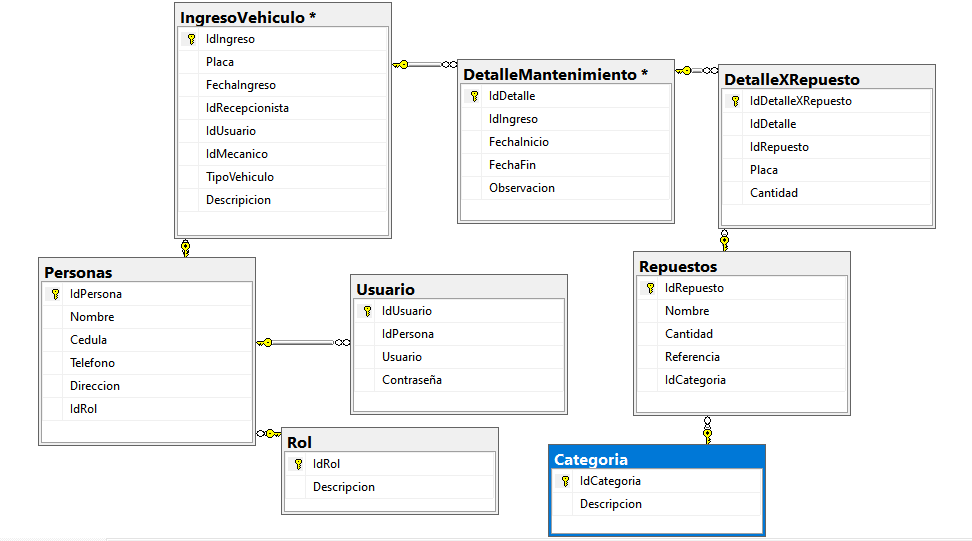 IngresoVehiculo *
IdIngreso
Placa
FechaIngreso
IdRecepcionista
IdUsuario
IdMecanico
TipoVehiculo
Descripicion
DetalleMantenimiento *
IdDetalle
IdIngreso
FechaInicio
FechaFin
Observacion
DetalleXRepuesto
IdDetalleXRepuesto
IdDetalle
IdRepuesto
Placa
Cantidad
Personas
IdPersona
Nombre
Cedula
Telefono
Direccion
IdRol
Usuario
IdUsuario
IdPersona
Usuario
Contraseña
Repuestos
IdRepuesto
Nombre
Cantidad
Referencia
IdCategoria
Rol
IdRol
Descripcion
Categoria
IdCategoria
Descripcion